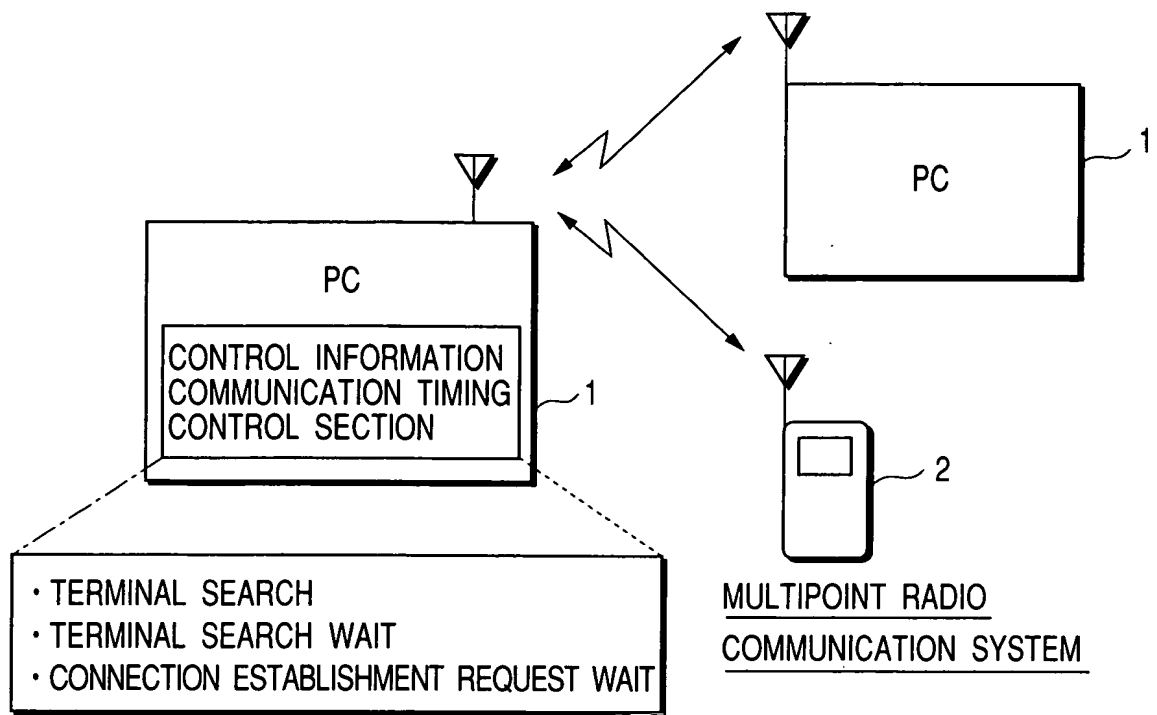 PC
1
PC
CONTROL INFORMATION
COMMUNICATION TIMING
CONTROL SECTION
1
2
· TERMINAL SEARCH
· TERMINAL SEARCH WAIT
· CONNECTION ESTABLISHMENT REQUEST WAIT
MULTIPOINT RADIO
COMMUNICATION SYSTEM